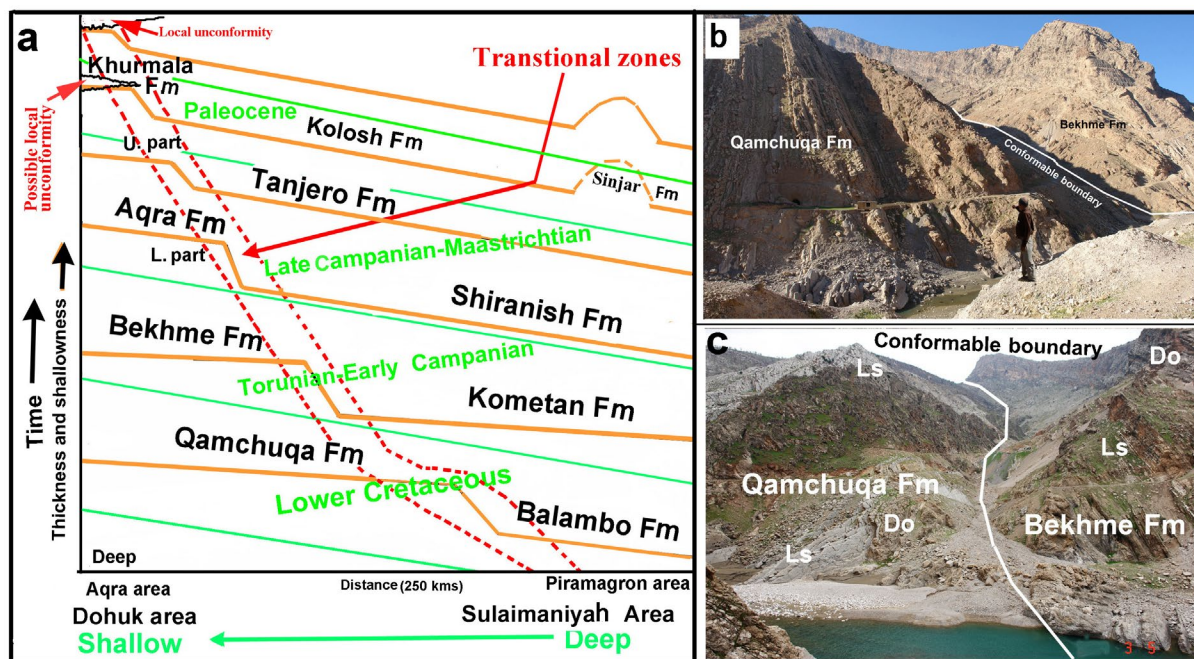 a
Local unconformity
Khurmala
Fm
Transtional zones
Possible local
unconformity
Paleocene
Kolosh Fm
U. part
Sinjar Fm
Tanjero Fm
Aqra Fm
L. part
Late Campanian-Maastrichtian
Shiranish Fm
Bekhme Fm
Torunian-Early Campanian
Kometan Fm
Qamchuqa Fm
Lower Cretaceous
Balambo Fm
Time
Thickness and shallowness
Deep
Aqra area
Distance (250 kms)
Piramagron area
Dohuk area
Sulaimaniyah Area
Shallow
Deep
b
Qamchuqa Fm
Bekhme Fm
Conformable boundary
c
Conformable boundary
Do
Ls
Ls
Qamchuqa Fm
Do
Bekhme Fm
Ls
3 5